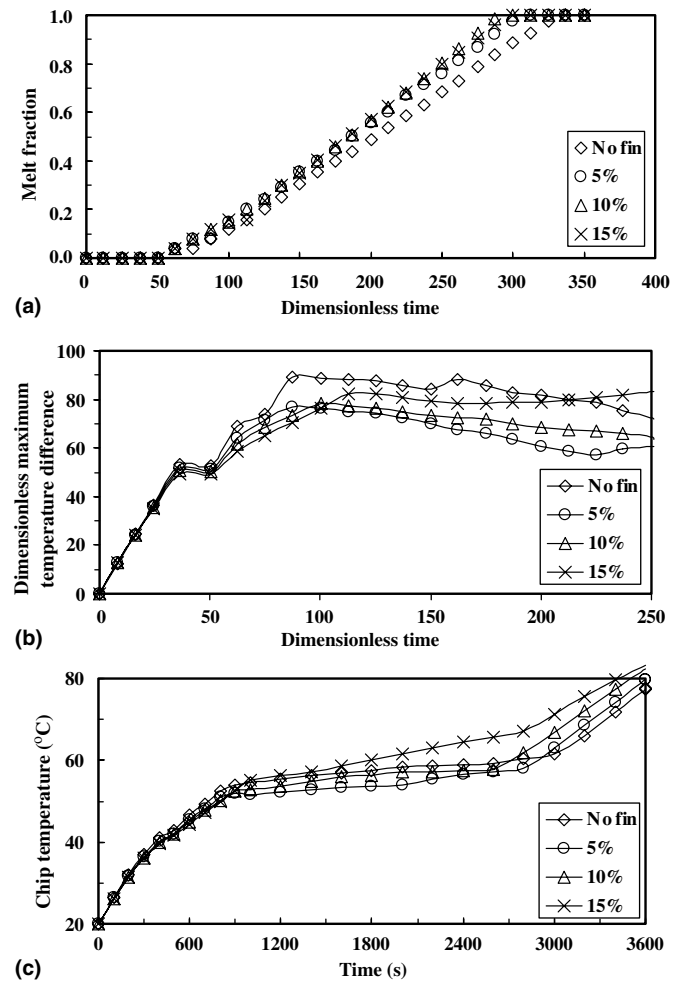 1.0
0.8
0.6
0.4
0.2
0.0
Melt fraction
No fin
5%
10%
15%
0 50 100 150 200 250 300 350 400
(a)
Dimensionless time
100
80
60
40
20
0
Dimensionless maximum
temperature difference
No fin
5%
10%
15%
0 50 100 150 200 250
(b)
Dimensionless time
80
60
40
20
Chip temperature (°C)
No fin
5%
10%
15%
0 600 1200 1800 2400 3000 3600
(c)
Time (s)